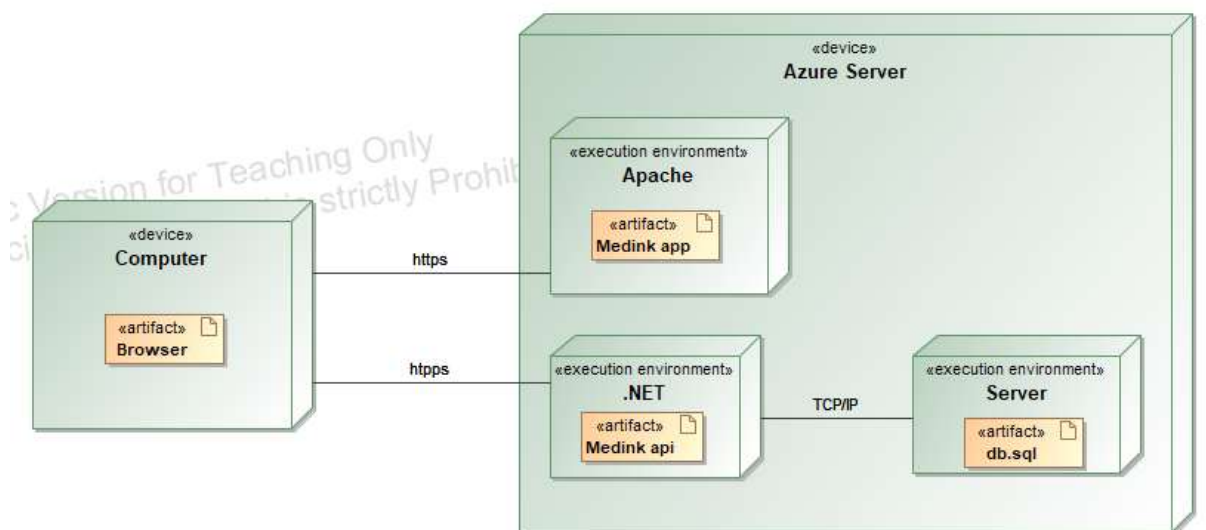 «device»
Azure Server
«execution environment»
Apache
«artifact»
Medink app
c Version for Teaching Only
strictly Prohib
«device»
Computer
«artifact»
Browser
https
htpps
«execution environment»
.NET
«artifact»
Medink api
TCP/IP
«execution environment»
Server
«artifact»
db.sql